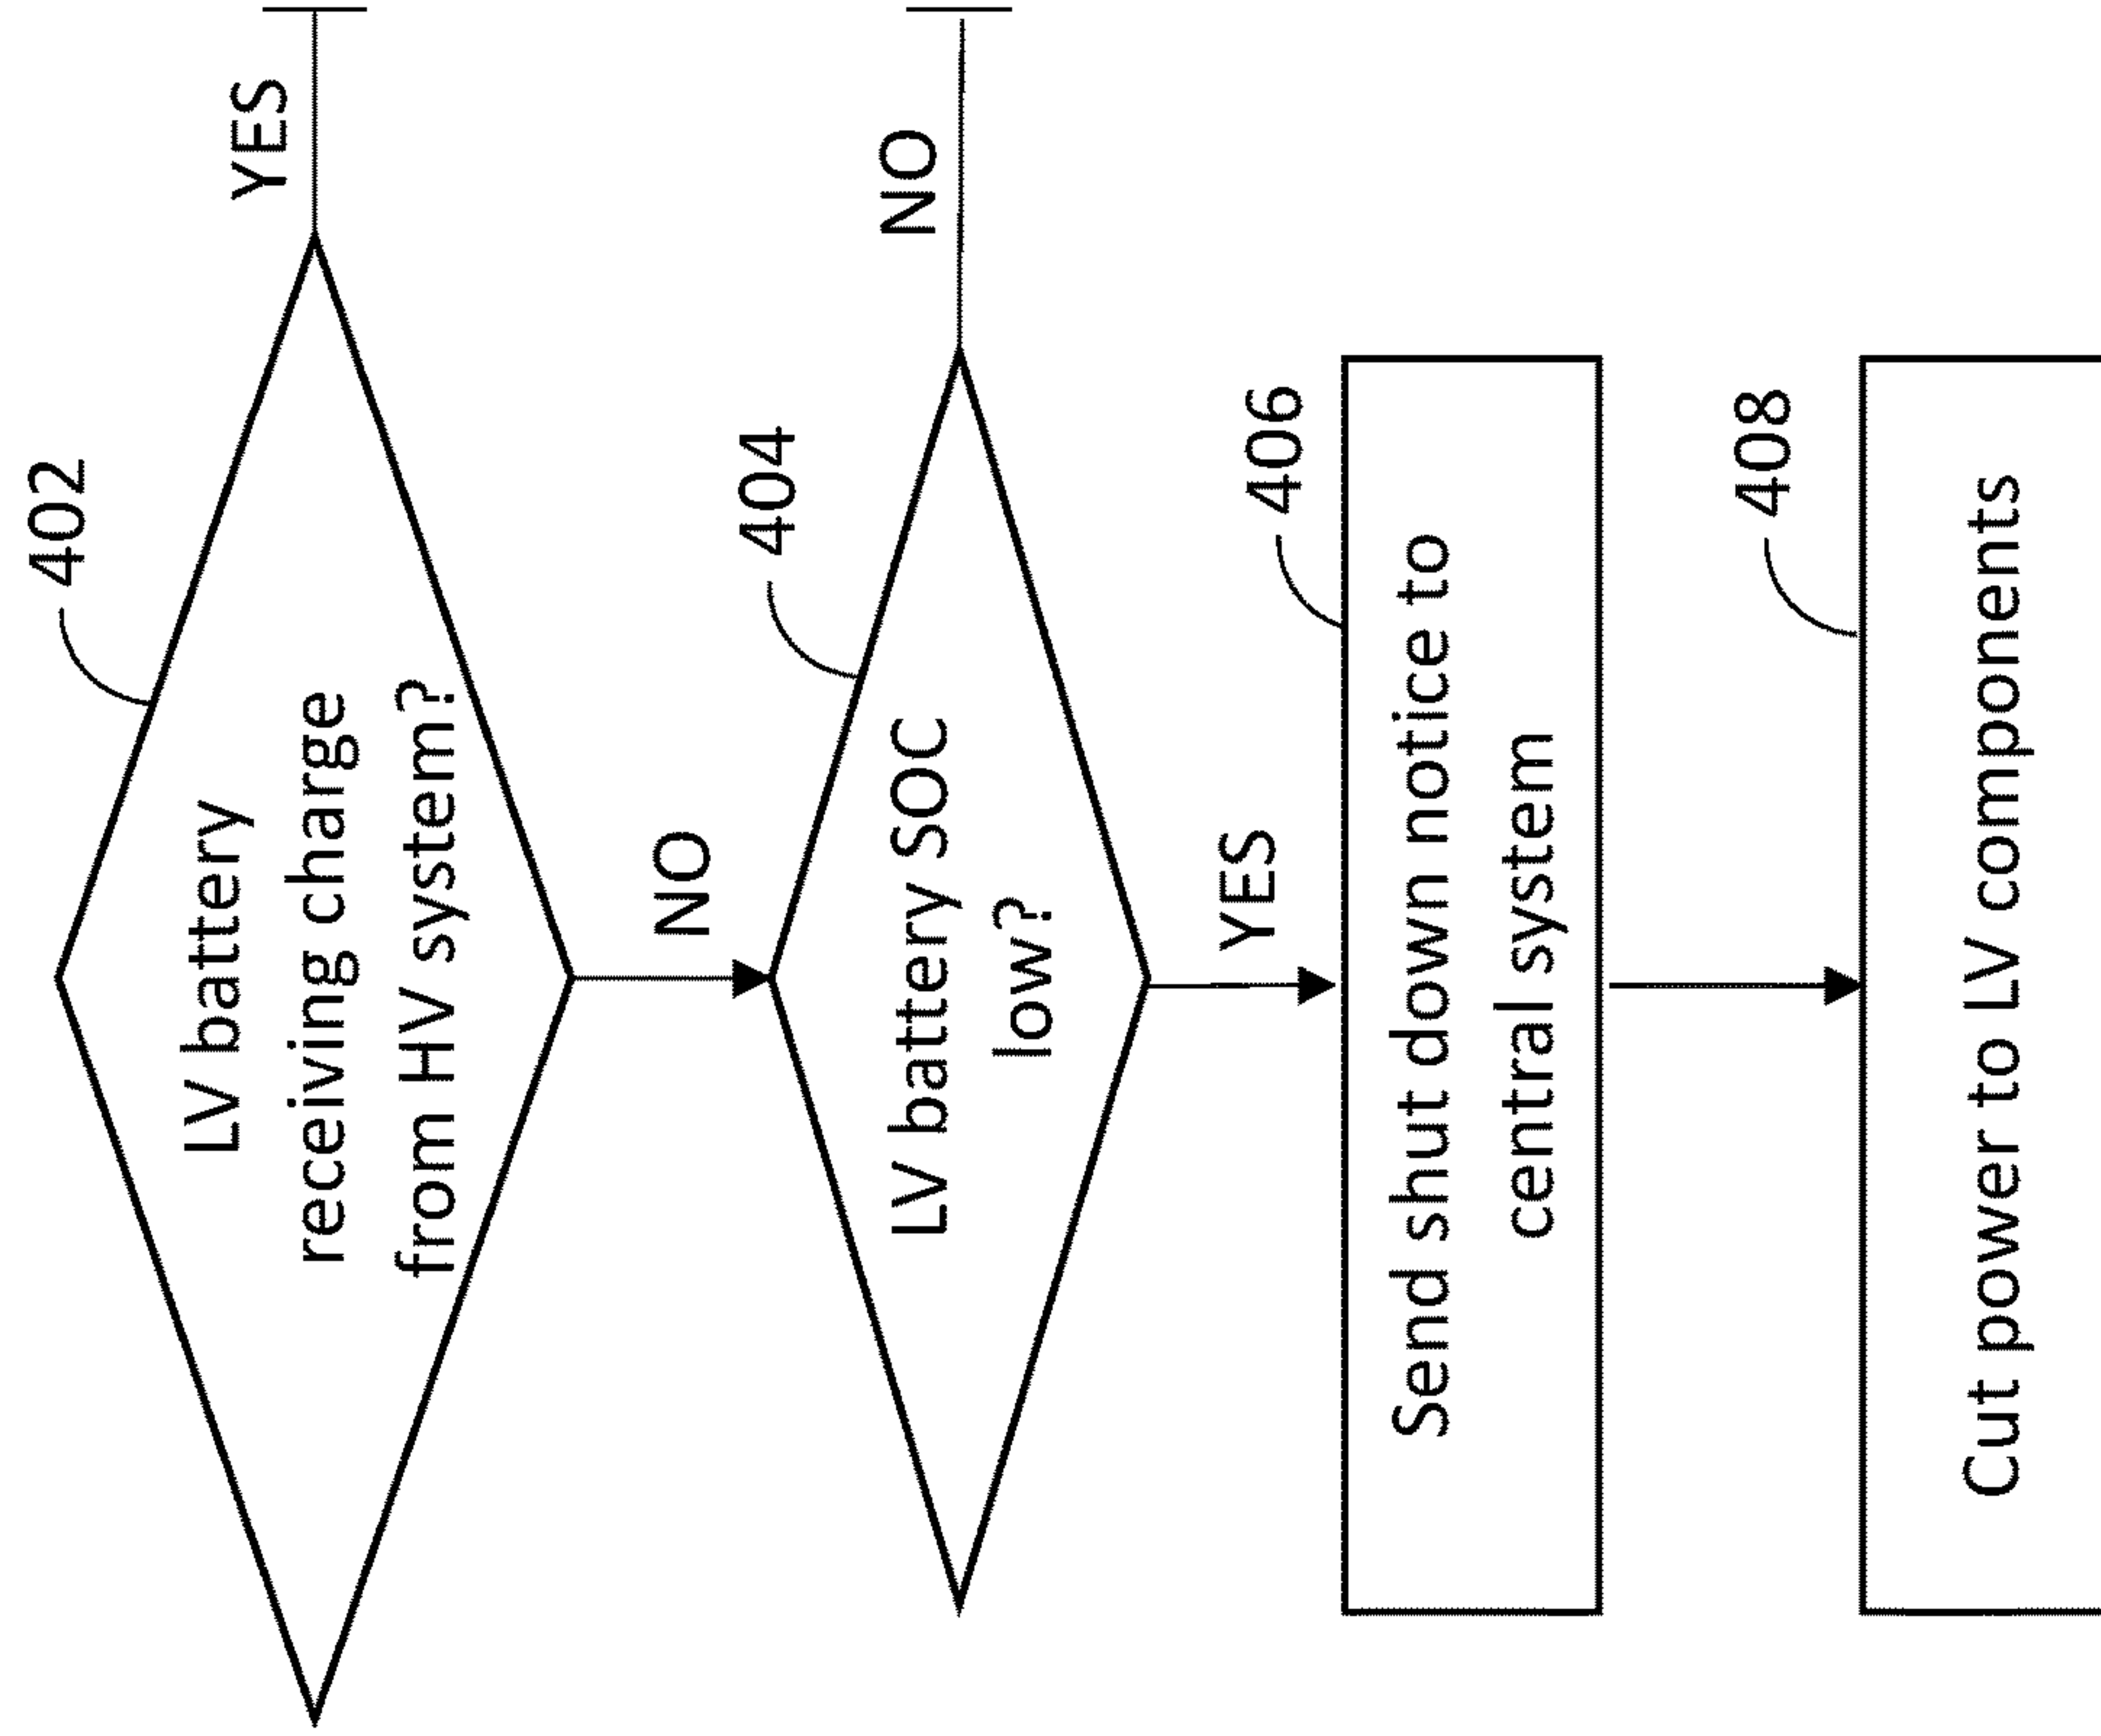 402
LV battery
receiving charge
from HV system?
YES
NO
404
LV battery SOC
low?
NO
YES
406
Send shut down notice to
central system
408
Cut power to LV components